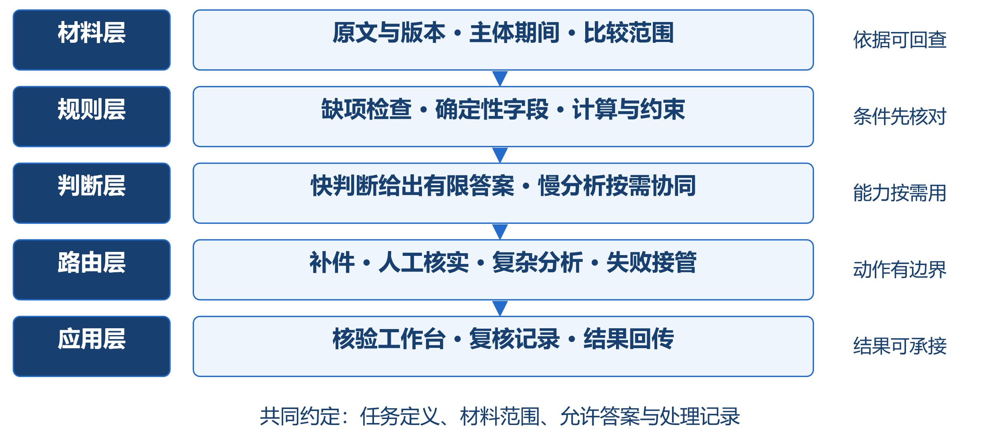 材料层
原文与版本·主体期间·比较范围
依据可回查
规则层
缺项检查·确定性字段·计算与约束
条件先核对
判断层
快判断给出有限答案·慢分析按需协同
能力按需用
路由层
补件·人工核实·复杂分析·失败接管
动作有边界
应用层
核验工作台·复核记录·结果回传
结果可承接
共同约定：任务定义、材料范围、允许答案与处理记录